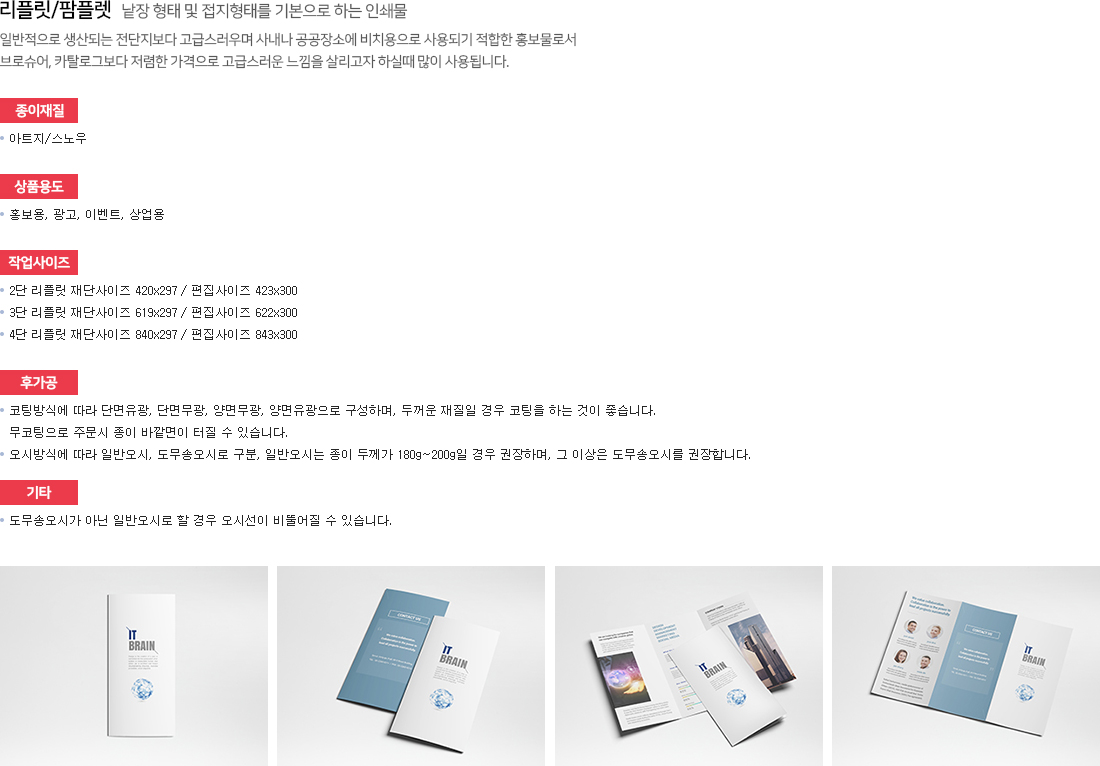 리플릿/팜플렛 낱장 형태 및 접지형태를 기본으로 하는 인쇄물
일반적으로 생산되는 전단지보다 고급스러우며 사내나 공공장소에 비치용으로 사용되기 적합한 홍보물로서
브로슈어, 카탈로그보다 저렴한 가격으로 고급스러운 느낌을 살리고자 하실때 많이 사용됩니다.
종이재질
• 아트지/스노우
상품용도
• 홍보용, 광고, 이벤트, 상업용
작업사이즈
• 2단 리플릿 재단사이즈 420x297 / 편집사이즈 423x300
• 3단 리플릿 재단사이즈 619x297 / 편집사이즈 622x300
• 4단 리플릿 재단사이즈 840x297 / 편집사이즈 843x300
후가공
• 코팅방식에 따라 단면유광, 단면무광, 양면무광, 양면유광으로 구성하며, 두꺼운 재질일 경우 코팅을 하는 것이 좋습니다.
무코팅으로 주문시 종이 바깥면이 터질 수 있습니다.
• 오시방식에 따라 일반오시, 도무송오시로 구분, 일반오시는 종이 두께가 180g~200g일 경우 권장하며, 그 이상은 도무송오시를 권장합니다.
기타
• 도무송오시가 아닌 일반오시로 할 경우 오시선이 비뚤어질 수 있습니다.
IT
BRAIN
CONTACT US
IT
BRAIN
IT
BRAIN
CONTACT US
IT
BRAIN